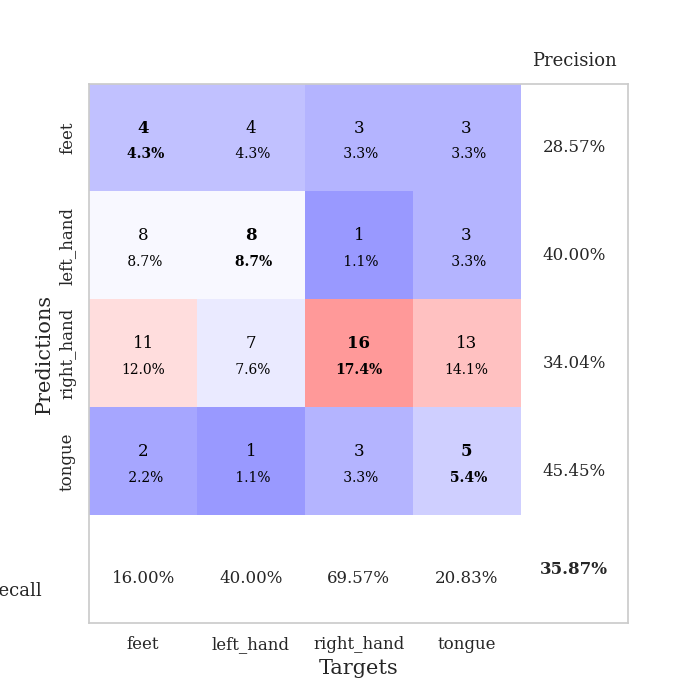 Precision
feet
4 4 3 3
4.3% 4.3% 3.3% 3.3%
28.57%
left_hand
8 8 1 3
8.7% 8.7% 1.1% 3.3%
40.00%
Predictions
right_hand
11 7 16 13
12.0% 7.6% 17.4% 14.1%
34.04%
tongue
2 1 3 5
2.2% 1.1% 3.3% 5.4%
45.45%
ecall
16.00% 40.00% 69.57% 20.83% 35.87%
feet left_hand right_hand tongue
Targets